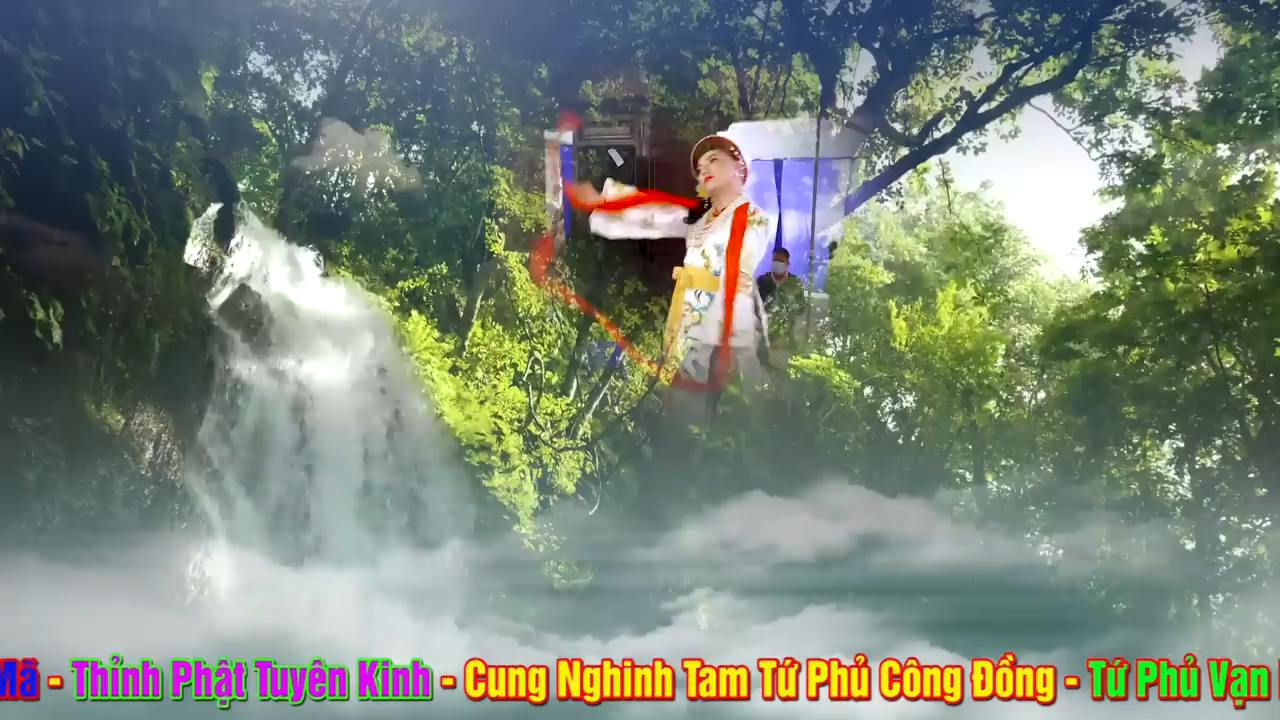 Mã - Thỉnh Phật Tuyên Kinh - Cung Nghinh Tam Tứ Phủ Công Đồng - Tứ Phủ Vạn